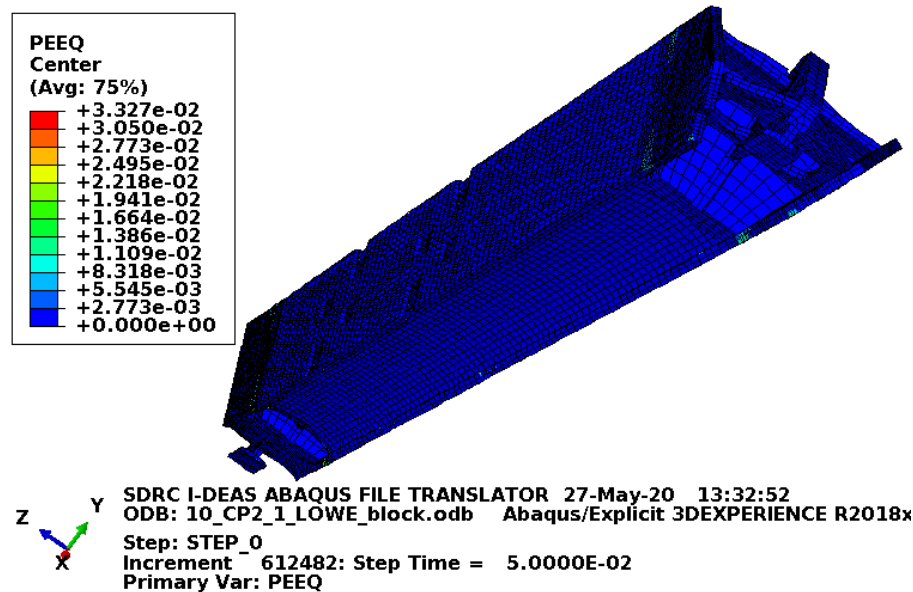 PEEQ
Center
(Avg: 75%)
+3.327e-02
+3.050e-02
+2.773e-02
+2.495e-02
+2.218e-02
+1.941e-02
+1.664e-02
+1.386e-02
+1.109e-02
+8.318e-03
+5.545e-03
+2.773e-03
+0.000e+00
Z
Y
X
SDRC I-DEAS ABAQUS FILE TRANSLATOR 27-May-20 13:32:52
ODB: 10_CP2_1_LOWE_block.odb Abaqus/Explicit 3DEXPERIENCE R2018x
Step: STEP_0
Increment 612482: Step Time = 5.0000E-02
Primary Var: PEEQ